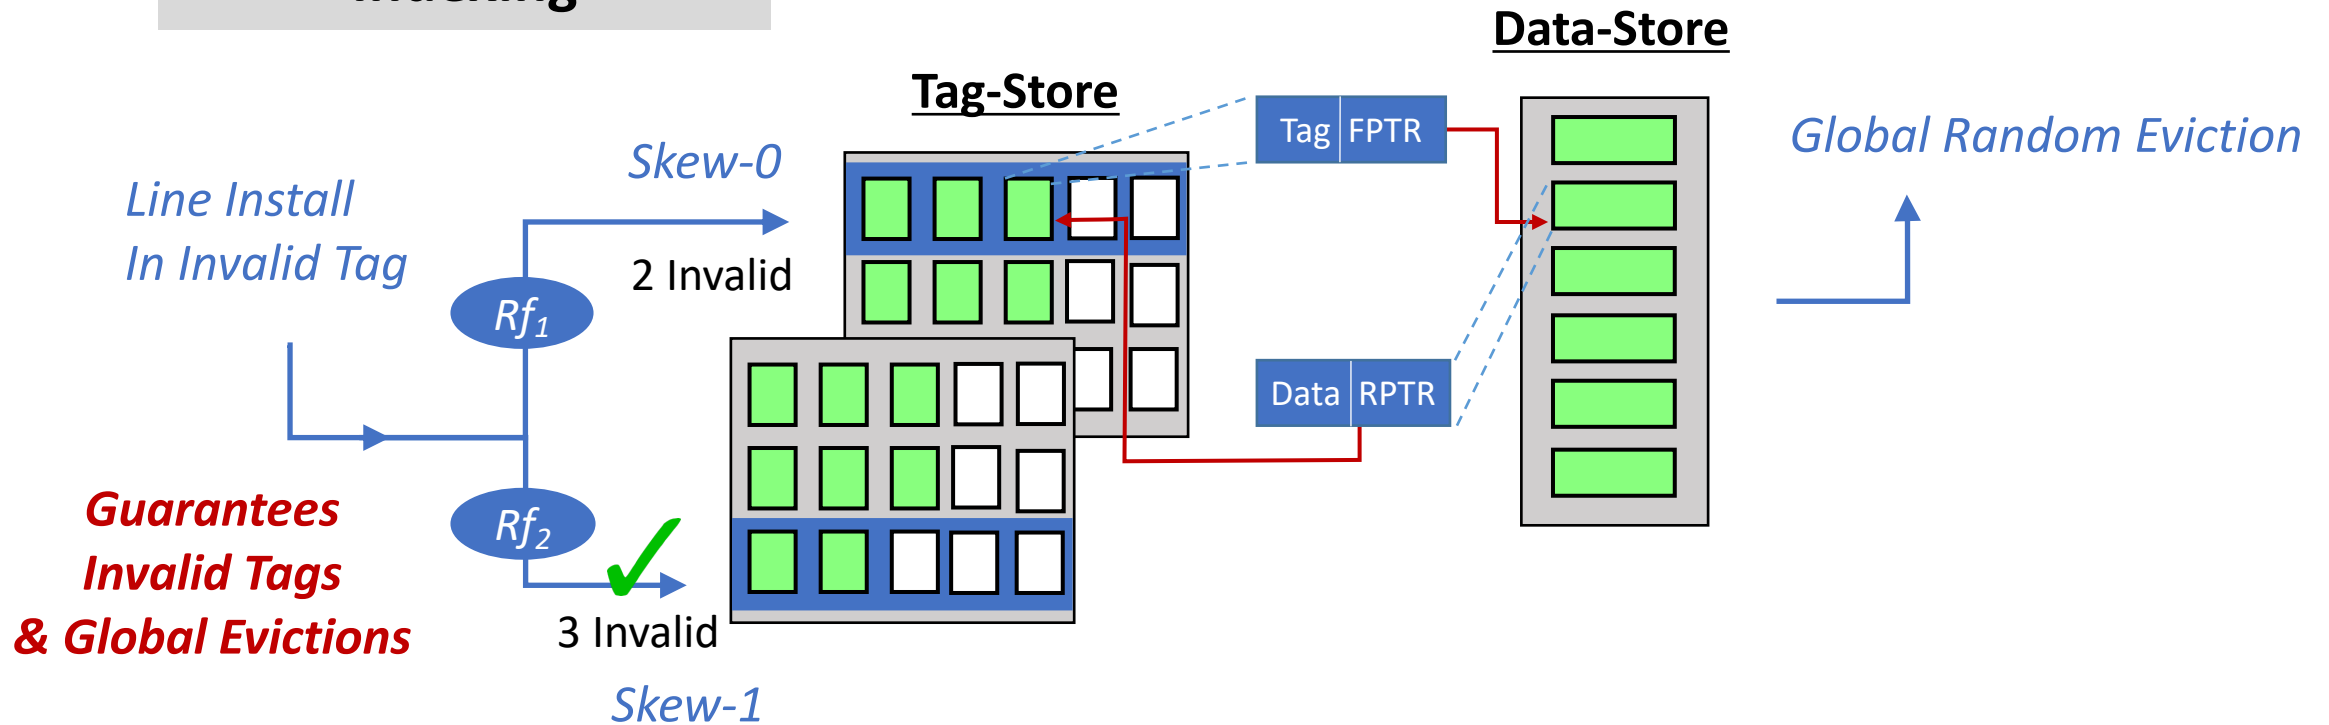 Data-Store
Tag-Store
Tag FPTR
Global Random Eviction
Skew-0
Line Install
In Invalid Tag
2 Invalid
Rf1
Data RPTR
Guarantees
Invalid Tags
& Global Evictions
Rf2
3 Invalid
Skew-1